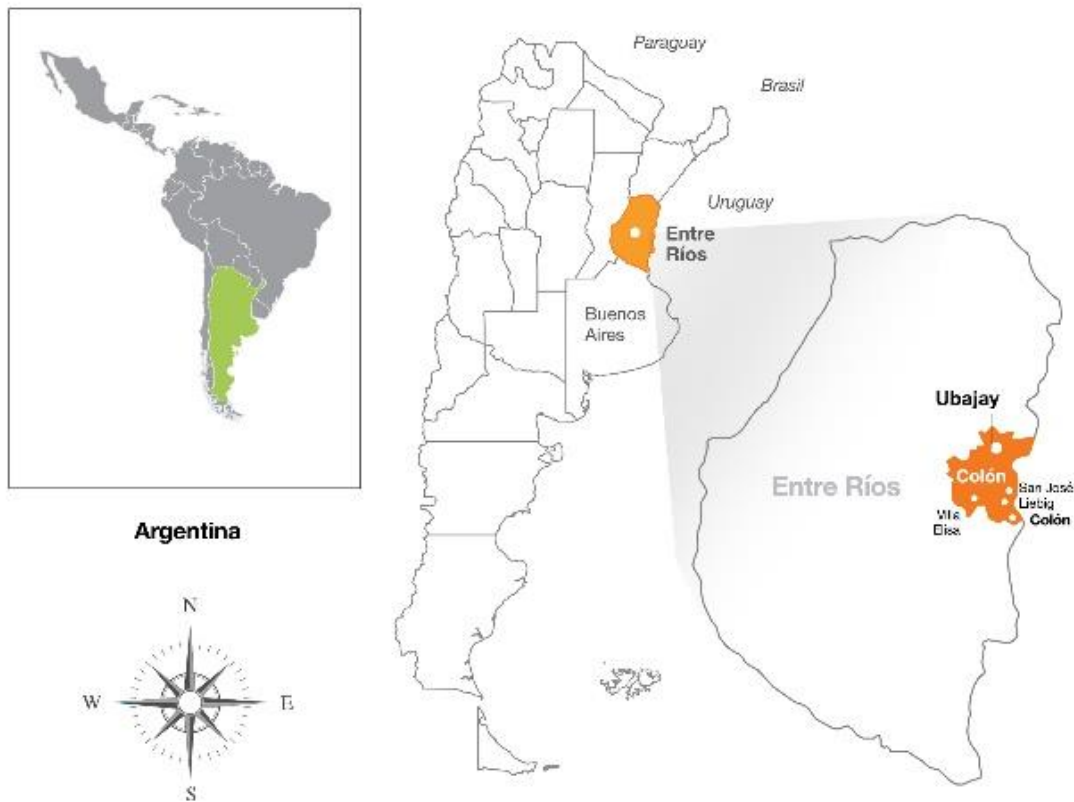 Paraguay
Brasil
Uruguay
Entre
Ríos
Buenos
Aires
Ubajay
Colón
Entre Ríos
San José
Liebig
Villa
Elisa
Colón
Argentina
N
W
E
S